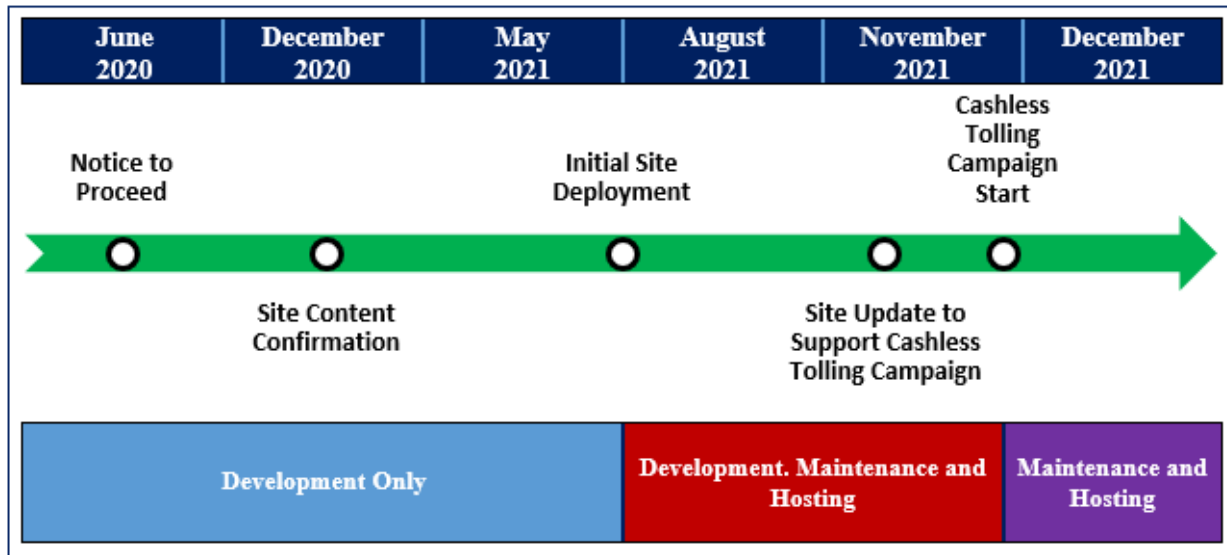 June
2020
December
2020
May
2021
August
2021
November
2021
December
2021
Notice to
Proceed
Initial Site
Deployment
Cashless
Tolling
Campaign
Start
Site Content
Confirmation
Site Update to
Support Cashless
Tolling Campaign
Development Only
Development. Maintenance and
Hosting
Maintenance and
Hosting